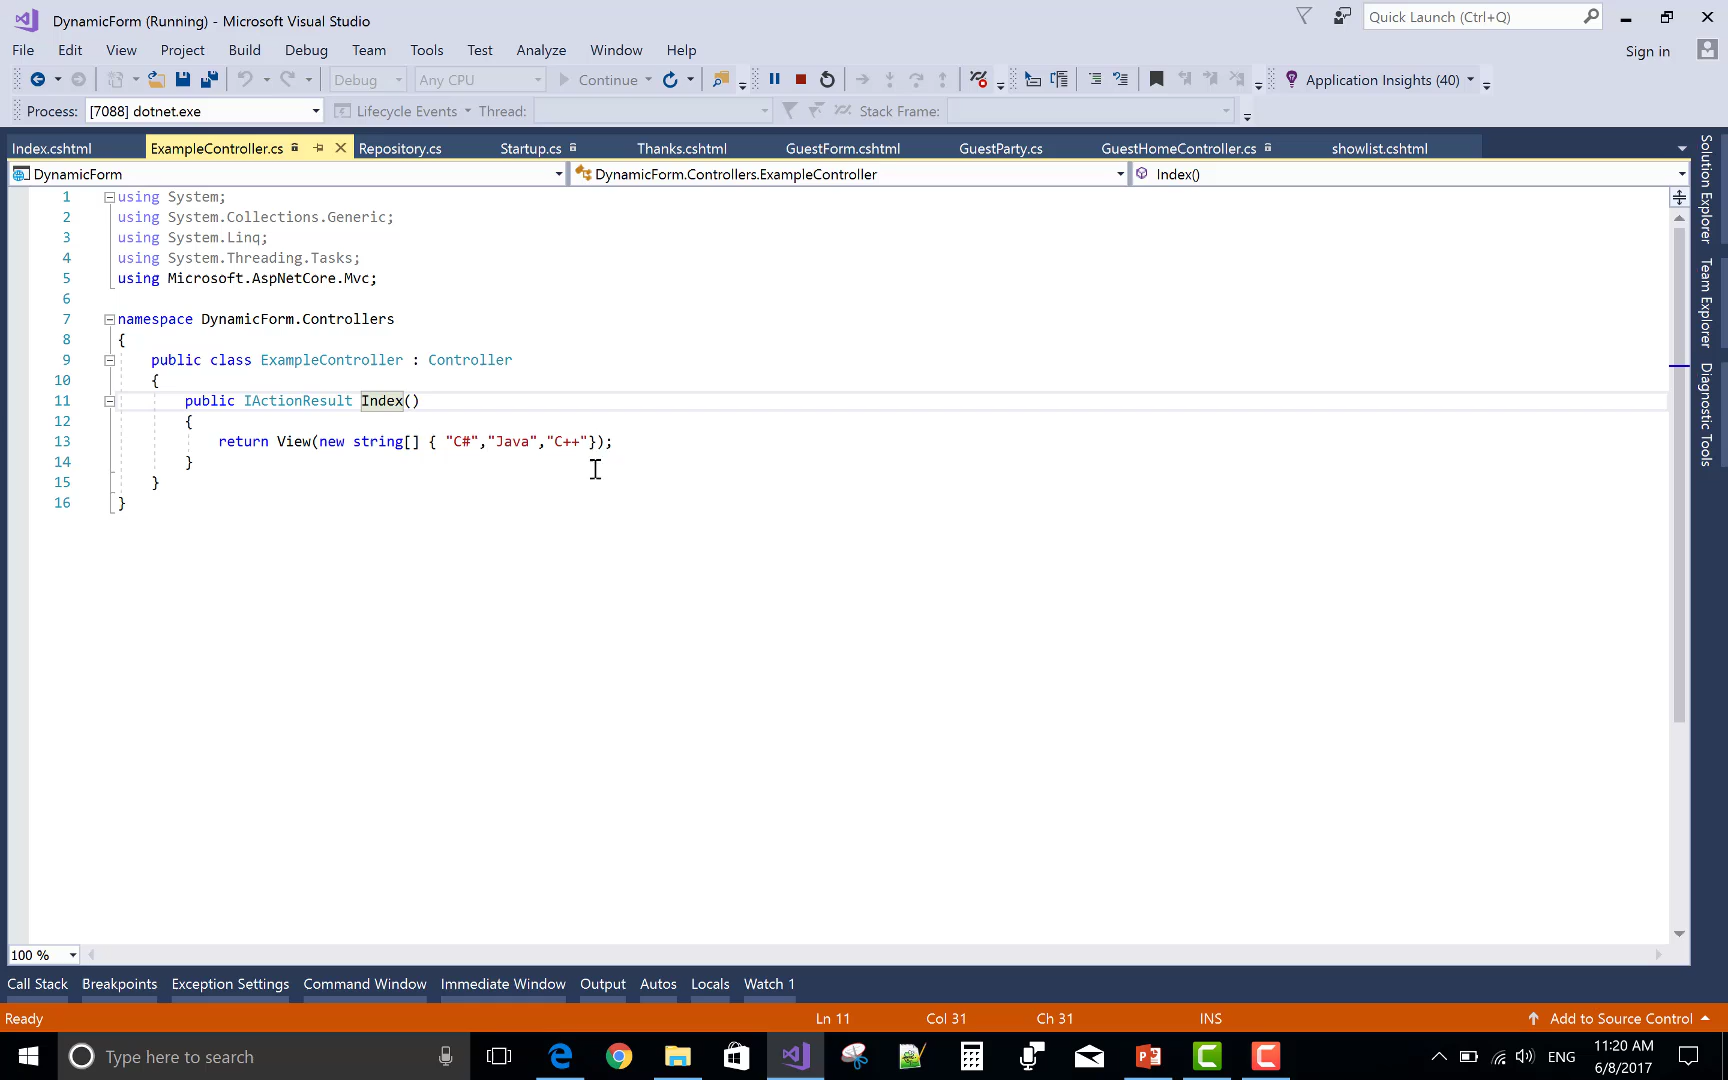 DynamicForm (Running) - Microsoft Visual Studio
Quick Launch (Ctrl+Q)
File Edit View Project Build Debug Team Tools Test Analyze Window Help
Sign in
Debug Any CPU Continue Application Insights (40)
Process: [7088] dotnet.exe Lifecycle Events Thread: Stack Frame:
Index.cshtml ExampleController.cs Repository.cs Startup.cs Thanks.cshtml GuestForm.cshtml GuestParty.cs GuestHomeController.cs showlist.cshtml
DynamicForm DynamicForm.Controllers.ExampleController Index()
1 using System;
2 using System.Collections.Generic;
3 using System.Linq;
4 using System.Threading.Tasks;
5 using Microsoft.AspNetCore.Mvc;
6
7 namespace DynamicForm.Controllers
8 {
9 public class ExampleController : Controller
10 {
11 public IActionResult Index()
12 {
13 return View(new string[] { "C#","Java","C++"});
14 }
15 }
16 }
Solution Explorer
Team Explorer
Diagnostic Tools
100 %
Call Stack Breakpoints Exception Settings Command Window Immediate Window Output Autos Locals Watch 1
Ready Ln 11 Col 31 Ch 31 INS Add to Source Control
Type here to search
ENG
11:20 AM
6/8/2017